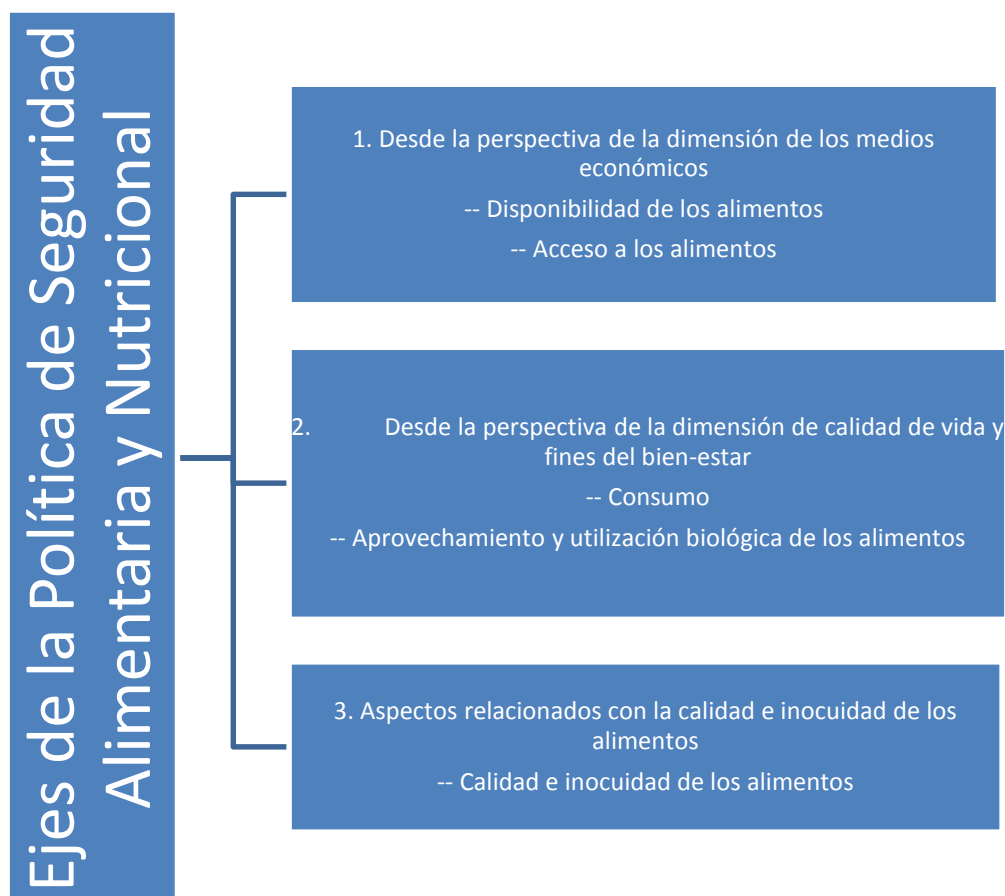 Ejes de la Política de Seguridad
Alimentaria y Nutricional
1. Desde la perspectiva de la dimensión de los medios
económicos
-- Disponibilidad de los alimentos
-- Acceso a los alimentos
2. Desde la perspectiva de la dimensión de calidad de vida y
fines del bien-estar
-- Consumo
-- Aprovechamiento y utilización biológica de los alimentos
3. Aspectos relacionados con la calidad e inocuidad de los
alimentos
-- Calidad e inocuidad de los alimentos